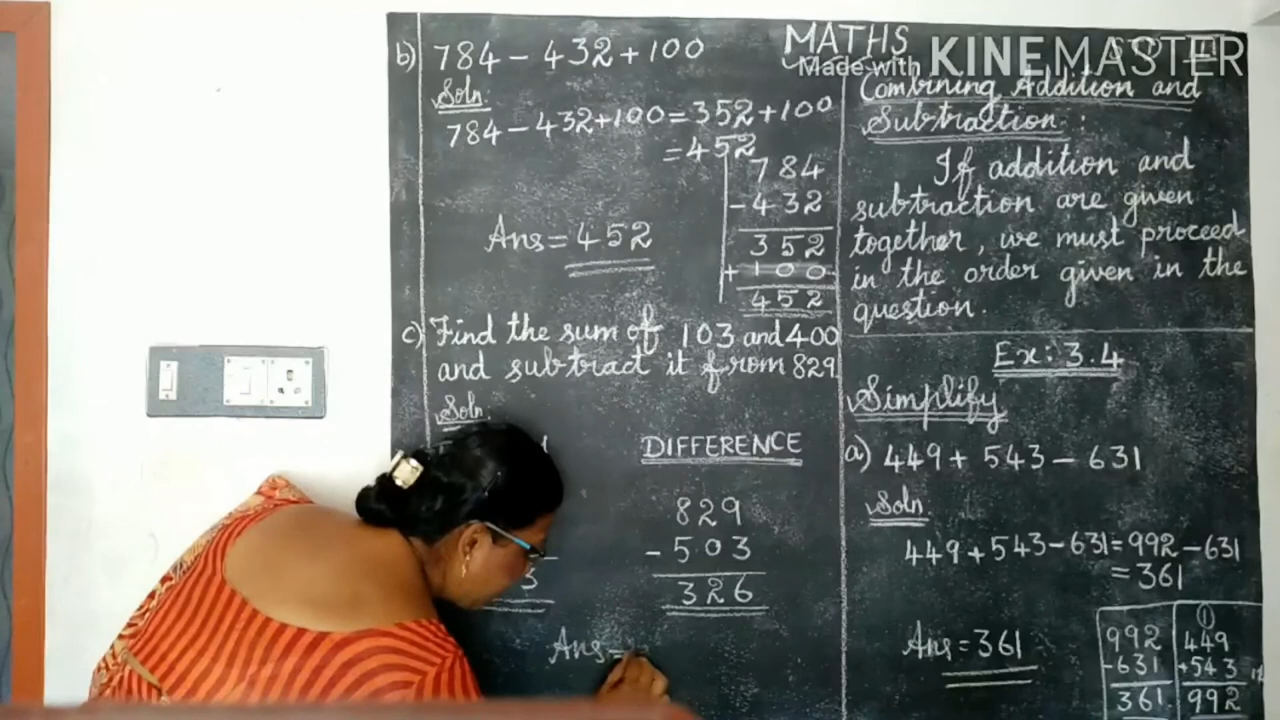 b) 784 – 432 + 100
Soln.
784 – 432 + 100 = 352 + 100
= 452
784
– 432
352
+ 100
452
Ans = 452
c) Find the sum of 103 and 400
and subtract it from 829
Soln.
DIFFERENCE
829
– 503
326
3
Ans =
MATHS
Made with KINEMASTER
Combining Addition and
Subtraction :
If addition and
subtraction are given
together, we must proceed
in the order given in the
question.
Ex: 3.4
Simplify
a) 449 + 543 – 631
Soln.
449 + 543 – 631 = 992 – 631
= 361
Ans = 361
992
– 631
361
1
449
+ 543
992